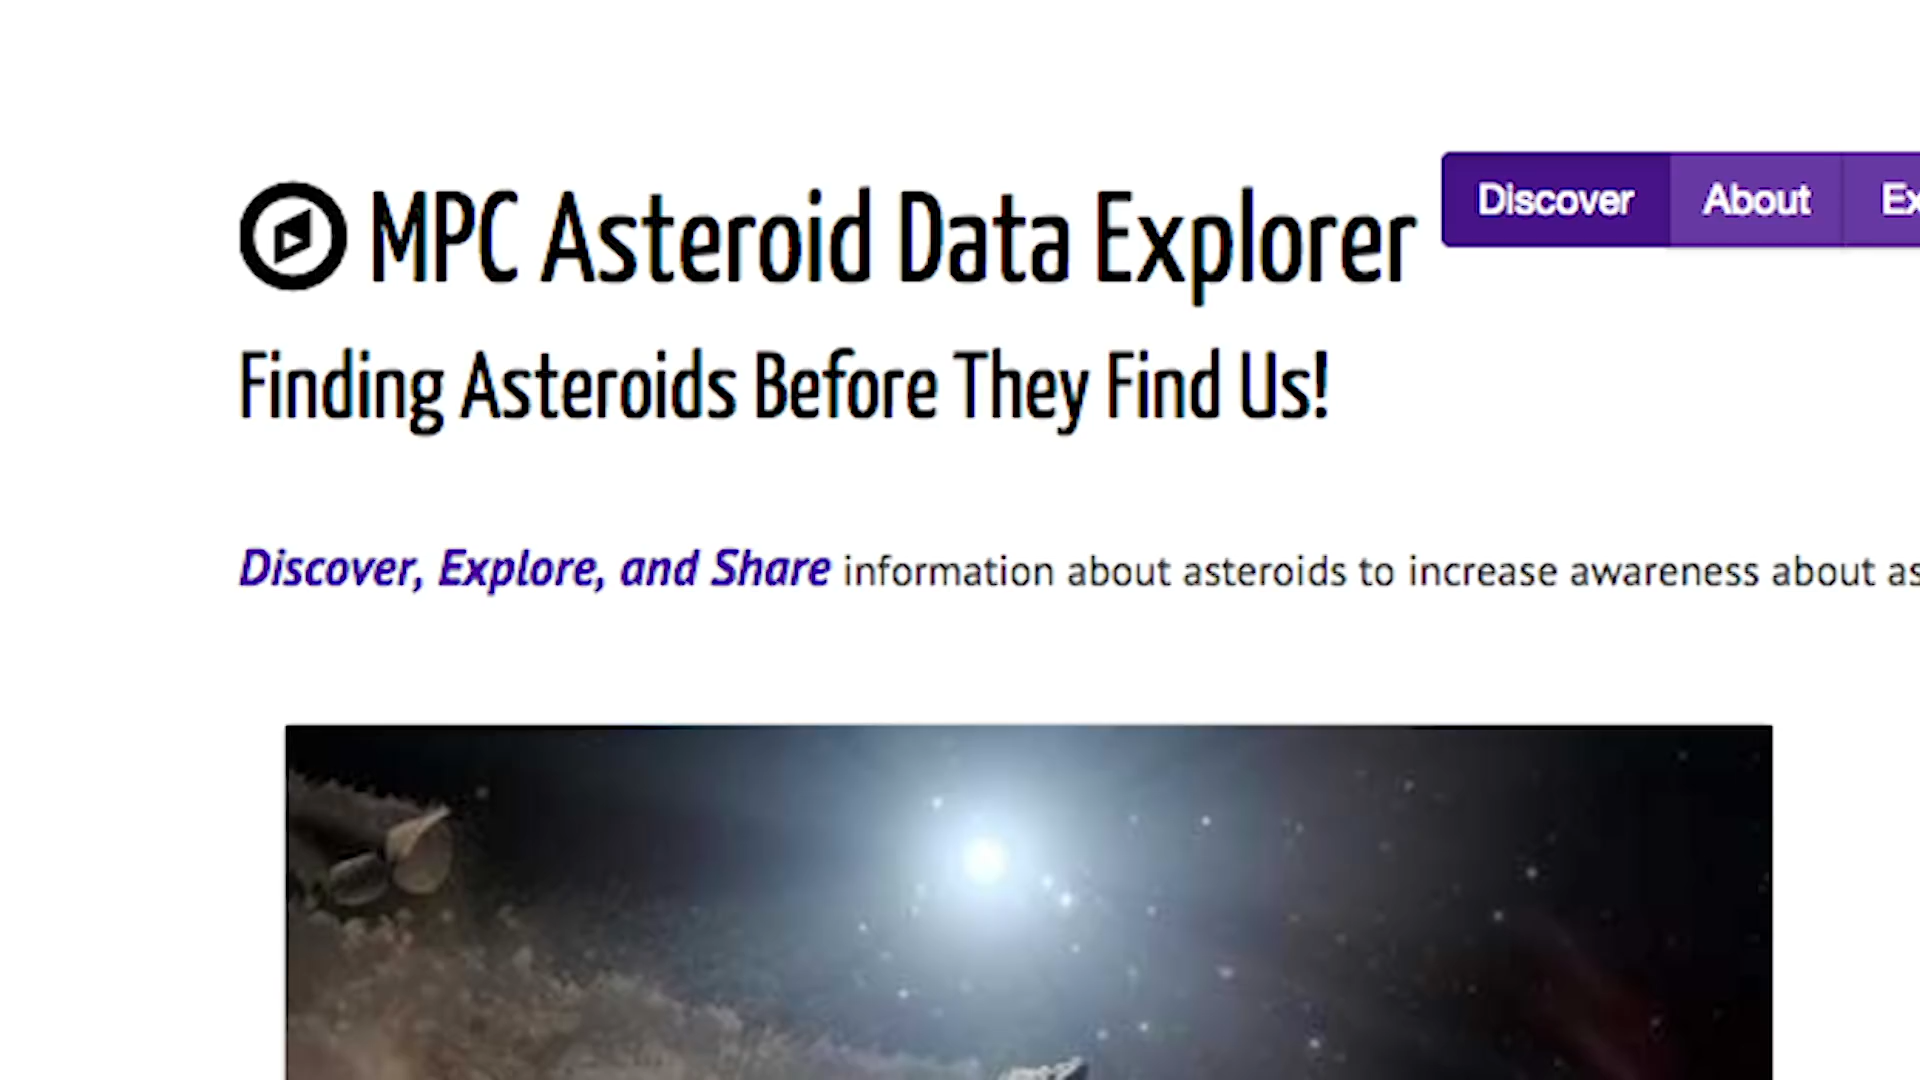 MPC Asteroid Data Explorer
Discover About
Finding Asteroids Before They Find Us!
Discover, Explore, and Share information about asteroids to increase awareness about